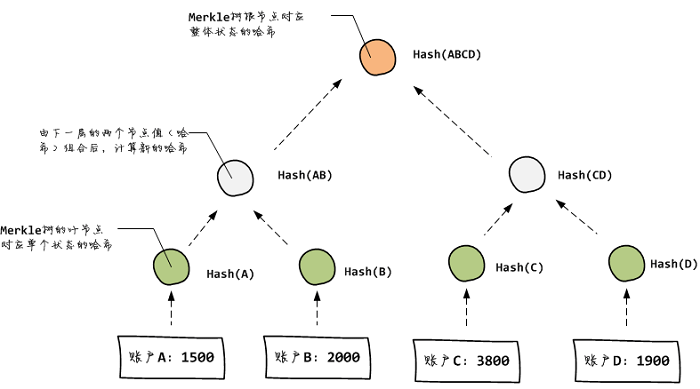 Merkle树根节点对应
整体状态的哈希
Hash(ABCD)
由下一层的两个节点值(哈
希)组合后，计算新的哈希
Hash(AB)
Hash(CD)
Merkle树的叶节点
对应单个状态的哈希
Hash(A)
Hash(B)
Hash(C)
Hash(D)
账户A: 1500
账户B: 2000
账户C: 3800
账户D: 1900